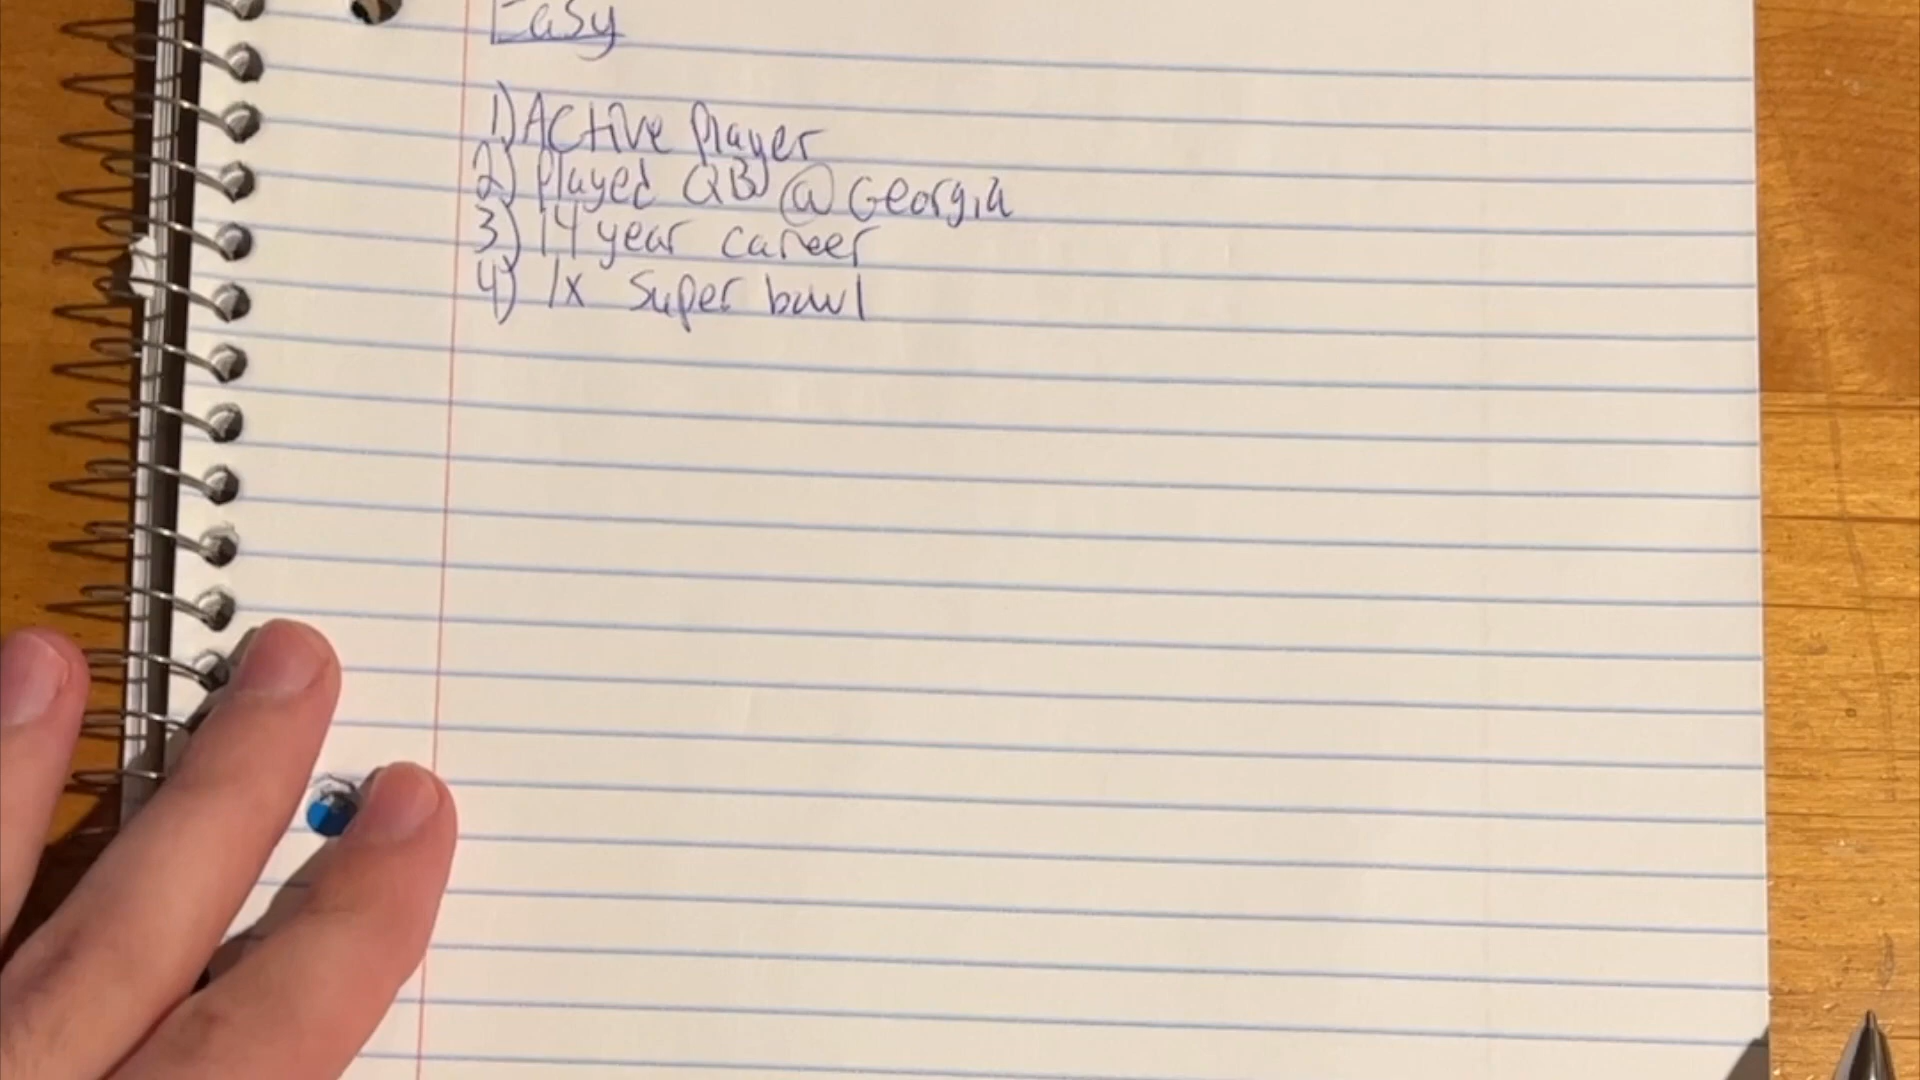 Easy
1) Active Player
2) Played QB @ Georgia
3) 14 year career
4) 1x Super bowl